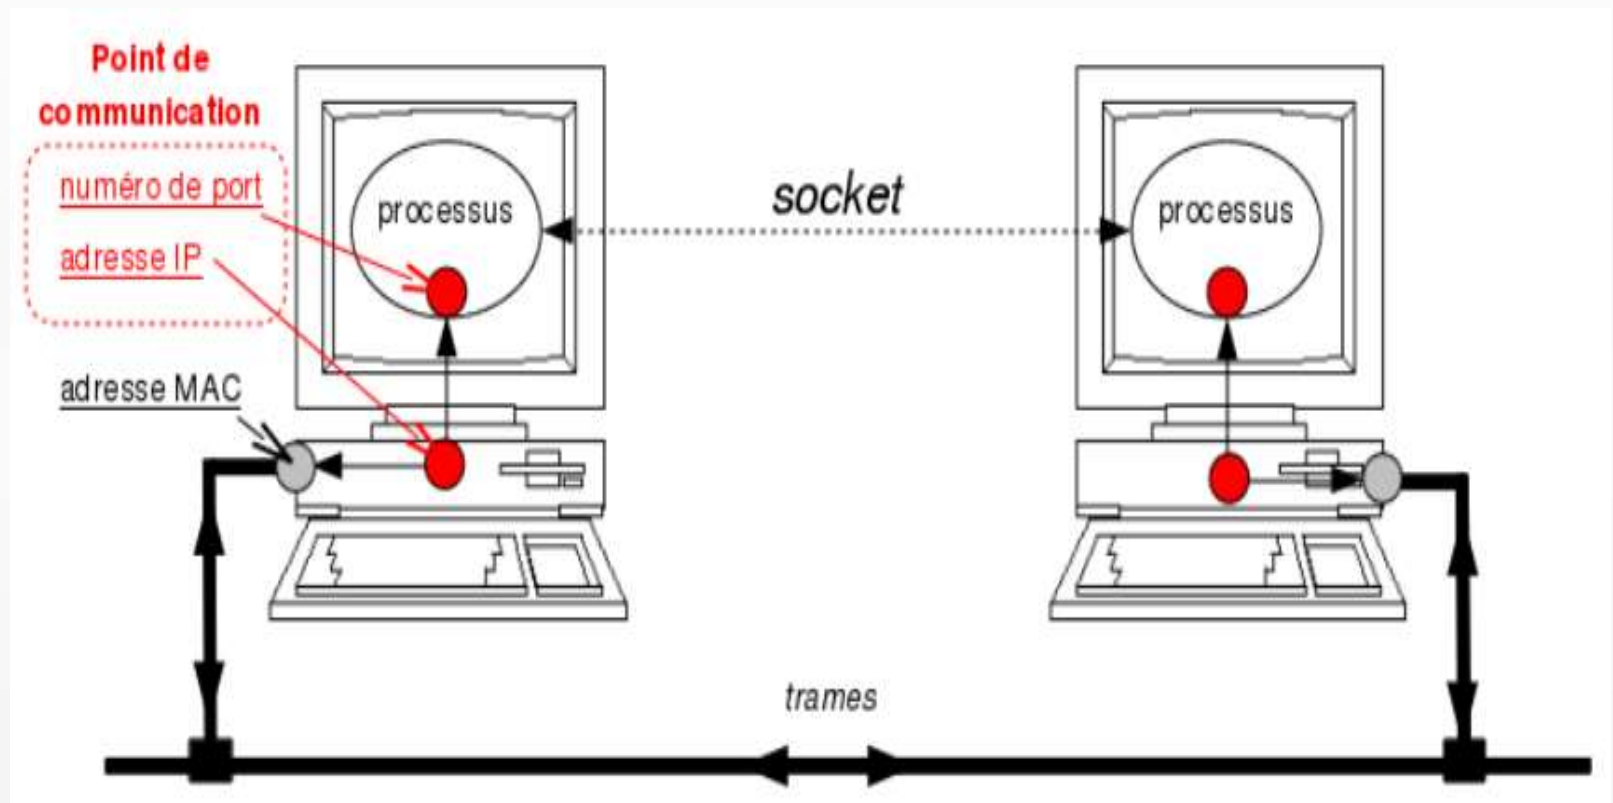 Point de
communication
numéro de port
adresse IP
adresse MAC
processus
socket
processus
trames